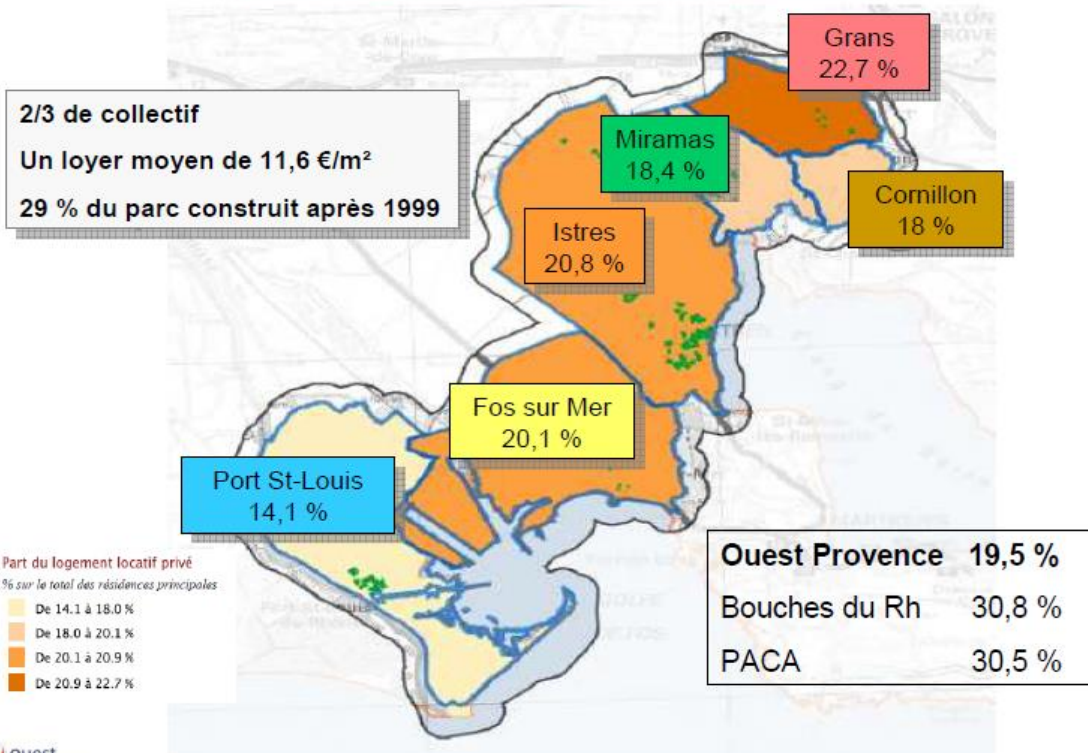 Grans
22,7 %
2/3 de collectif
Un loyer moyen de 11,6 €/m²
29 % du parc construit après 1999
Miramas
18,4 %
Cornillon
18 %
Istres
20,8 %
Fos sur Mer
20,1 %
Port St-Louis
14,1 %
Part du logement locatif privé
% sur le total des résidences principales
De 14.1 à 18.0 %
De 18.0 à 20.1 %
De 20.1 à 20.9 %
De 20.9 à 22.7 %
Ouest Provence 19,5 %
Bouches du Rh 30,8 %
PACA 30,5 %
ouest